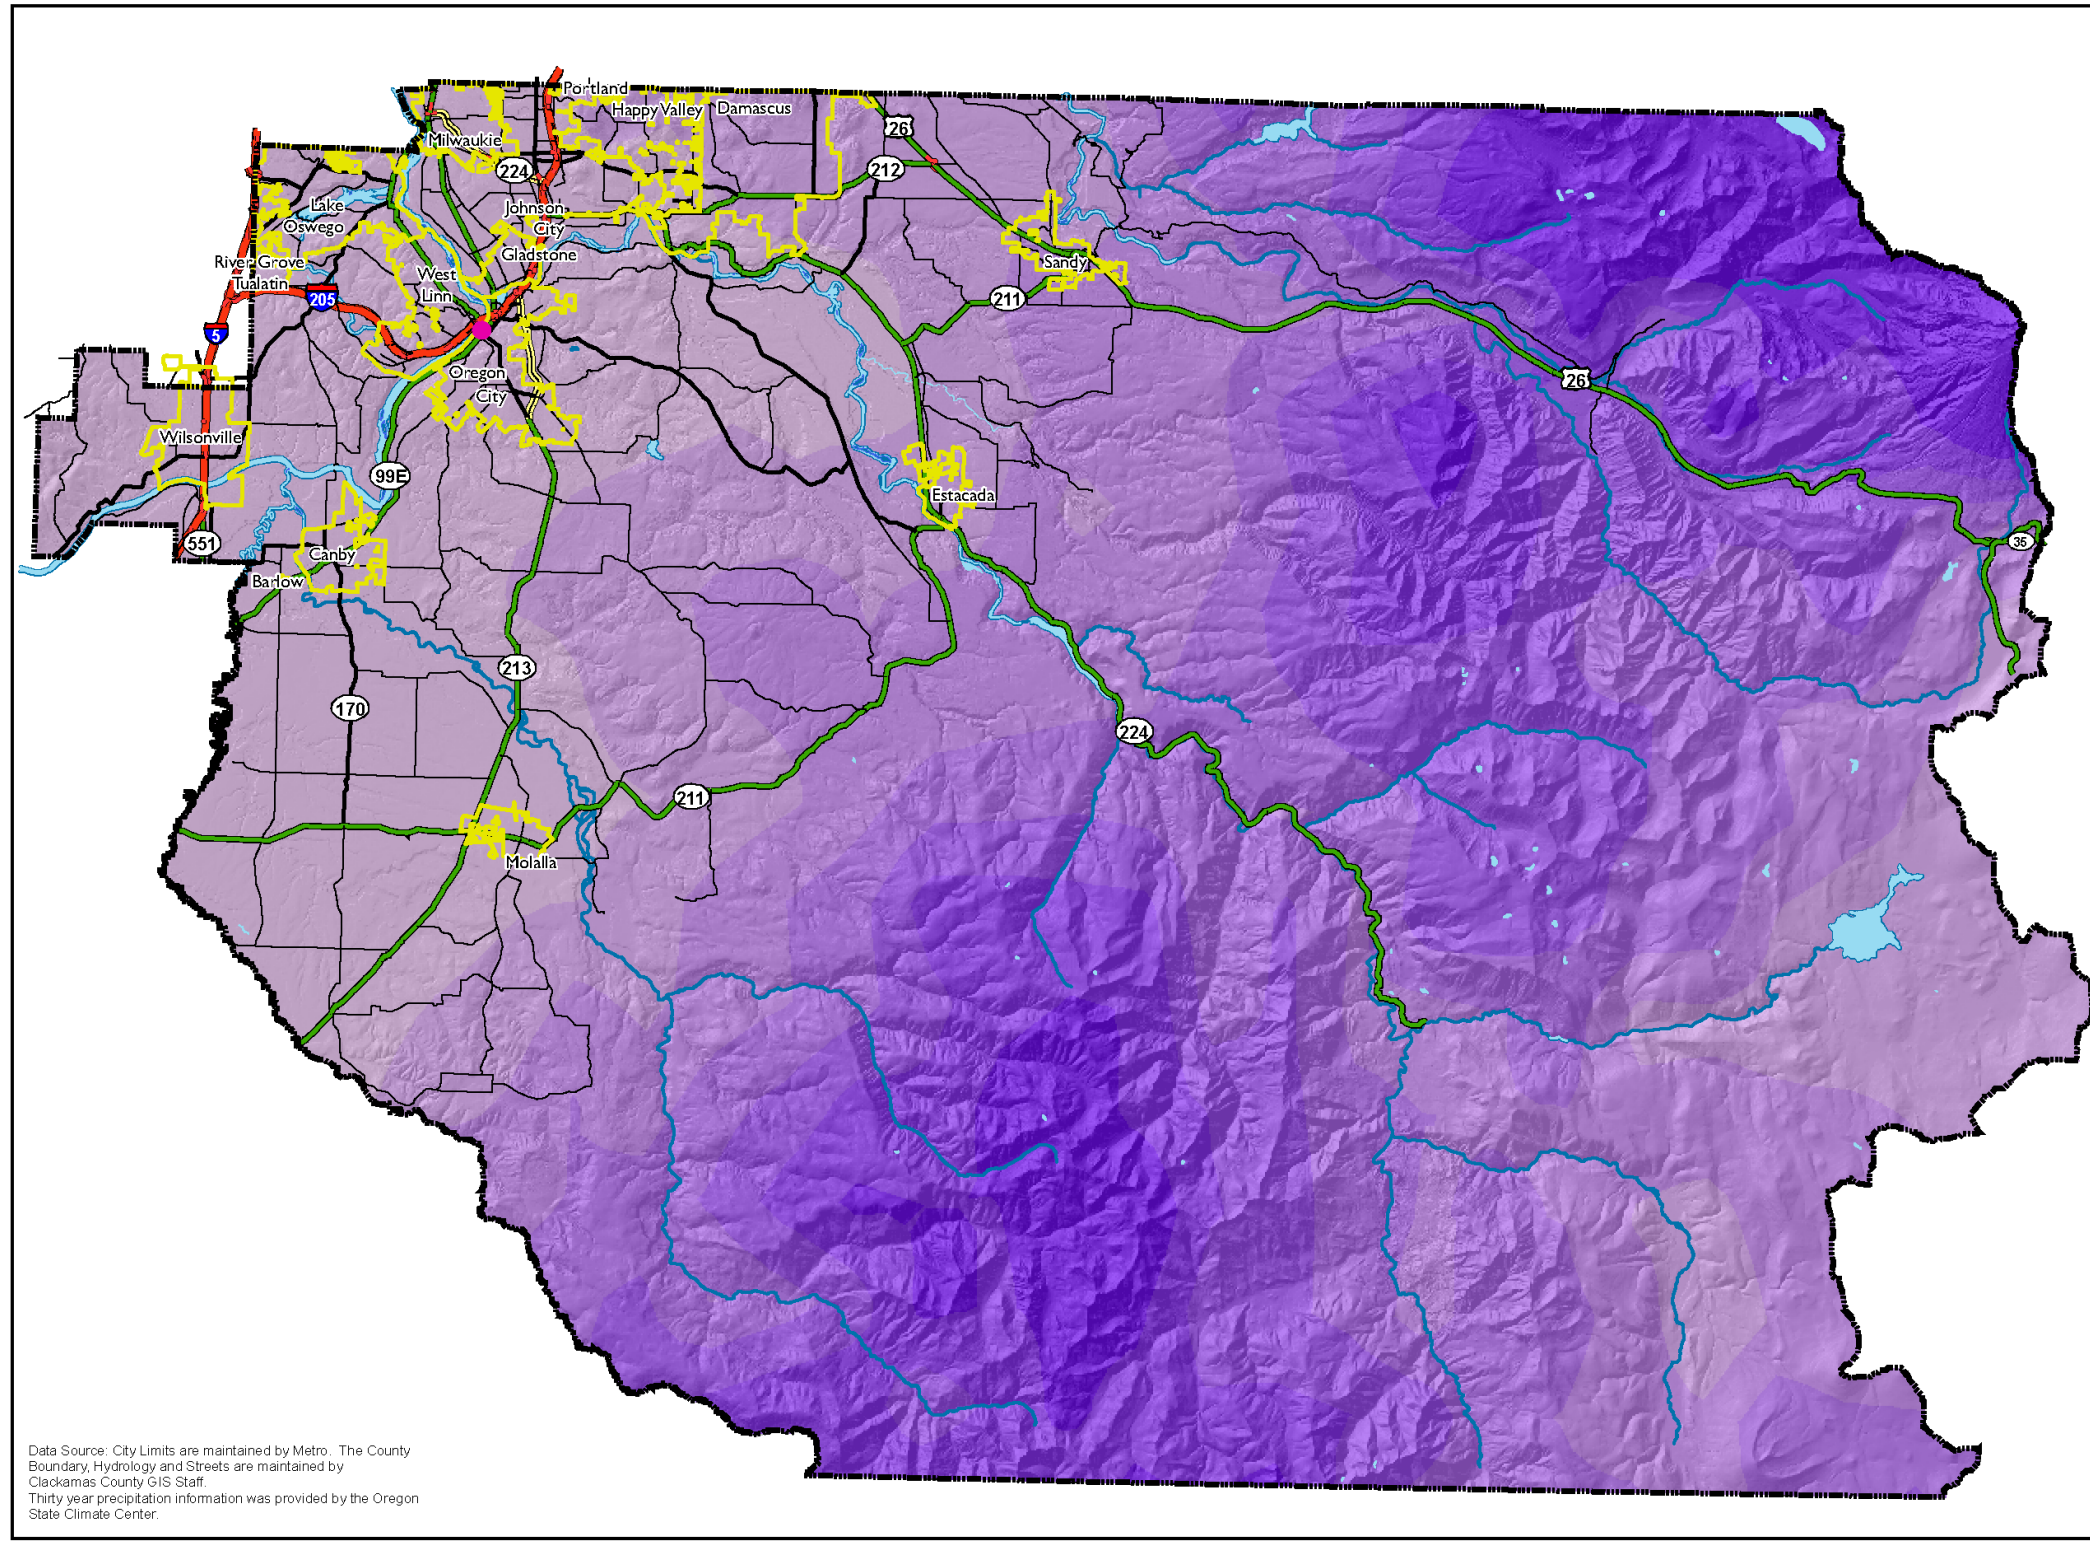 Portland
Happy Valley
Damascus
26
Milwaukie
224
212
Lake
Oswego
Johnson
City
Gladstone
River Grove
Tualatin
West
Linn
Sandy
205
211
5
26
Oregon
City
Wilsonville
99E
Estacada
551
35
Canby
Barlow
213
170
224
211
Molalla
Data Source: City Limits are maintained by Metro. The County
Boundary, Hydrology and Streets are maintained by
Clackamas County GIS Staff.
Thirty year precipitation information was provided by the Oregon
State Climate Center.